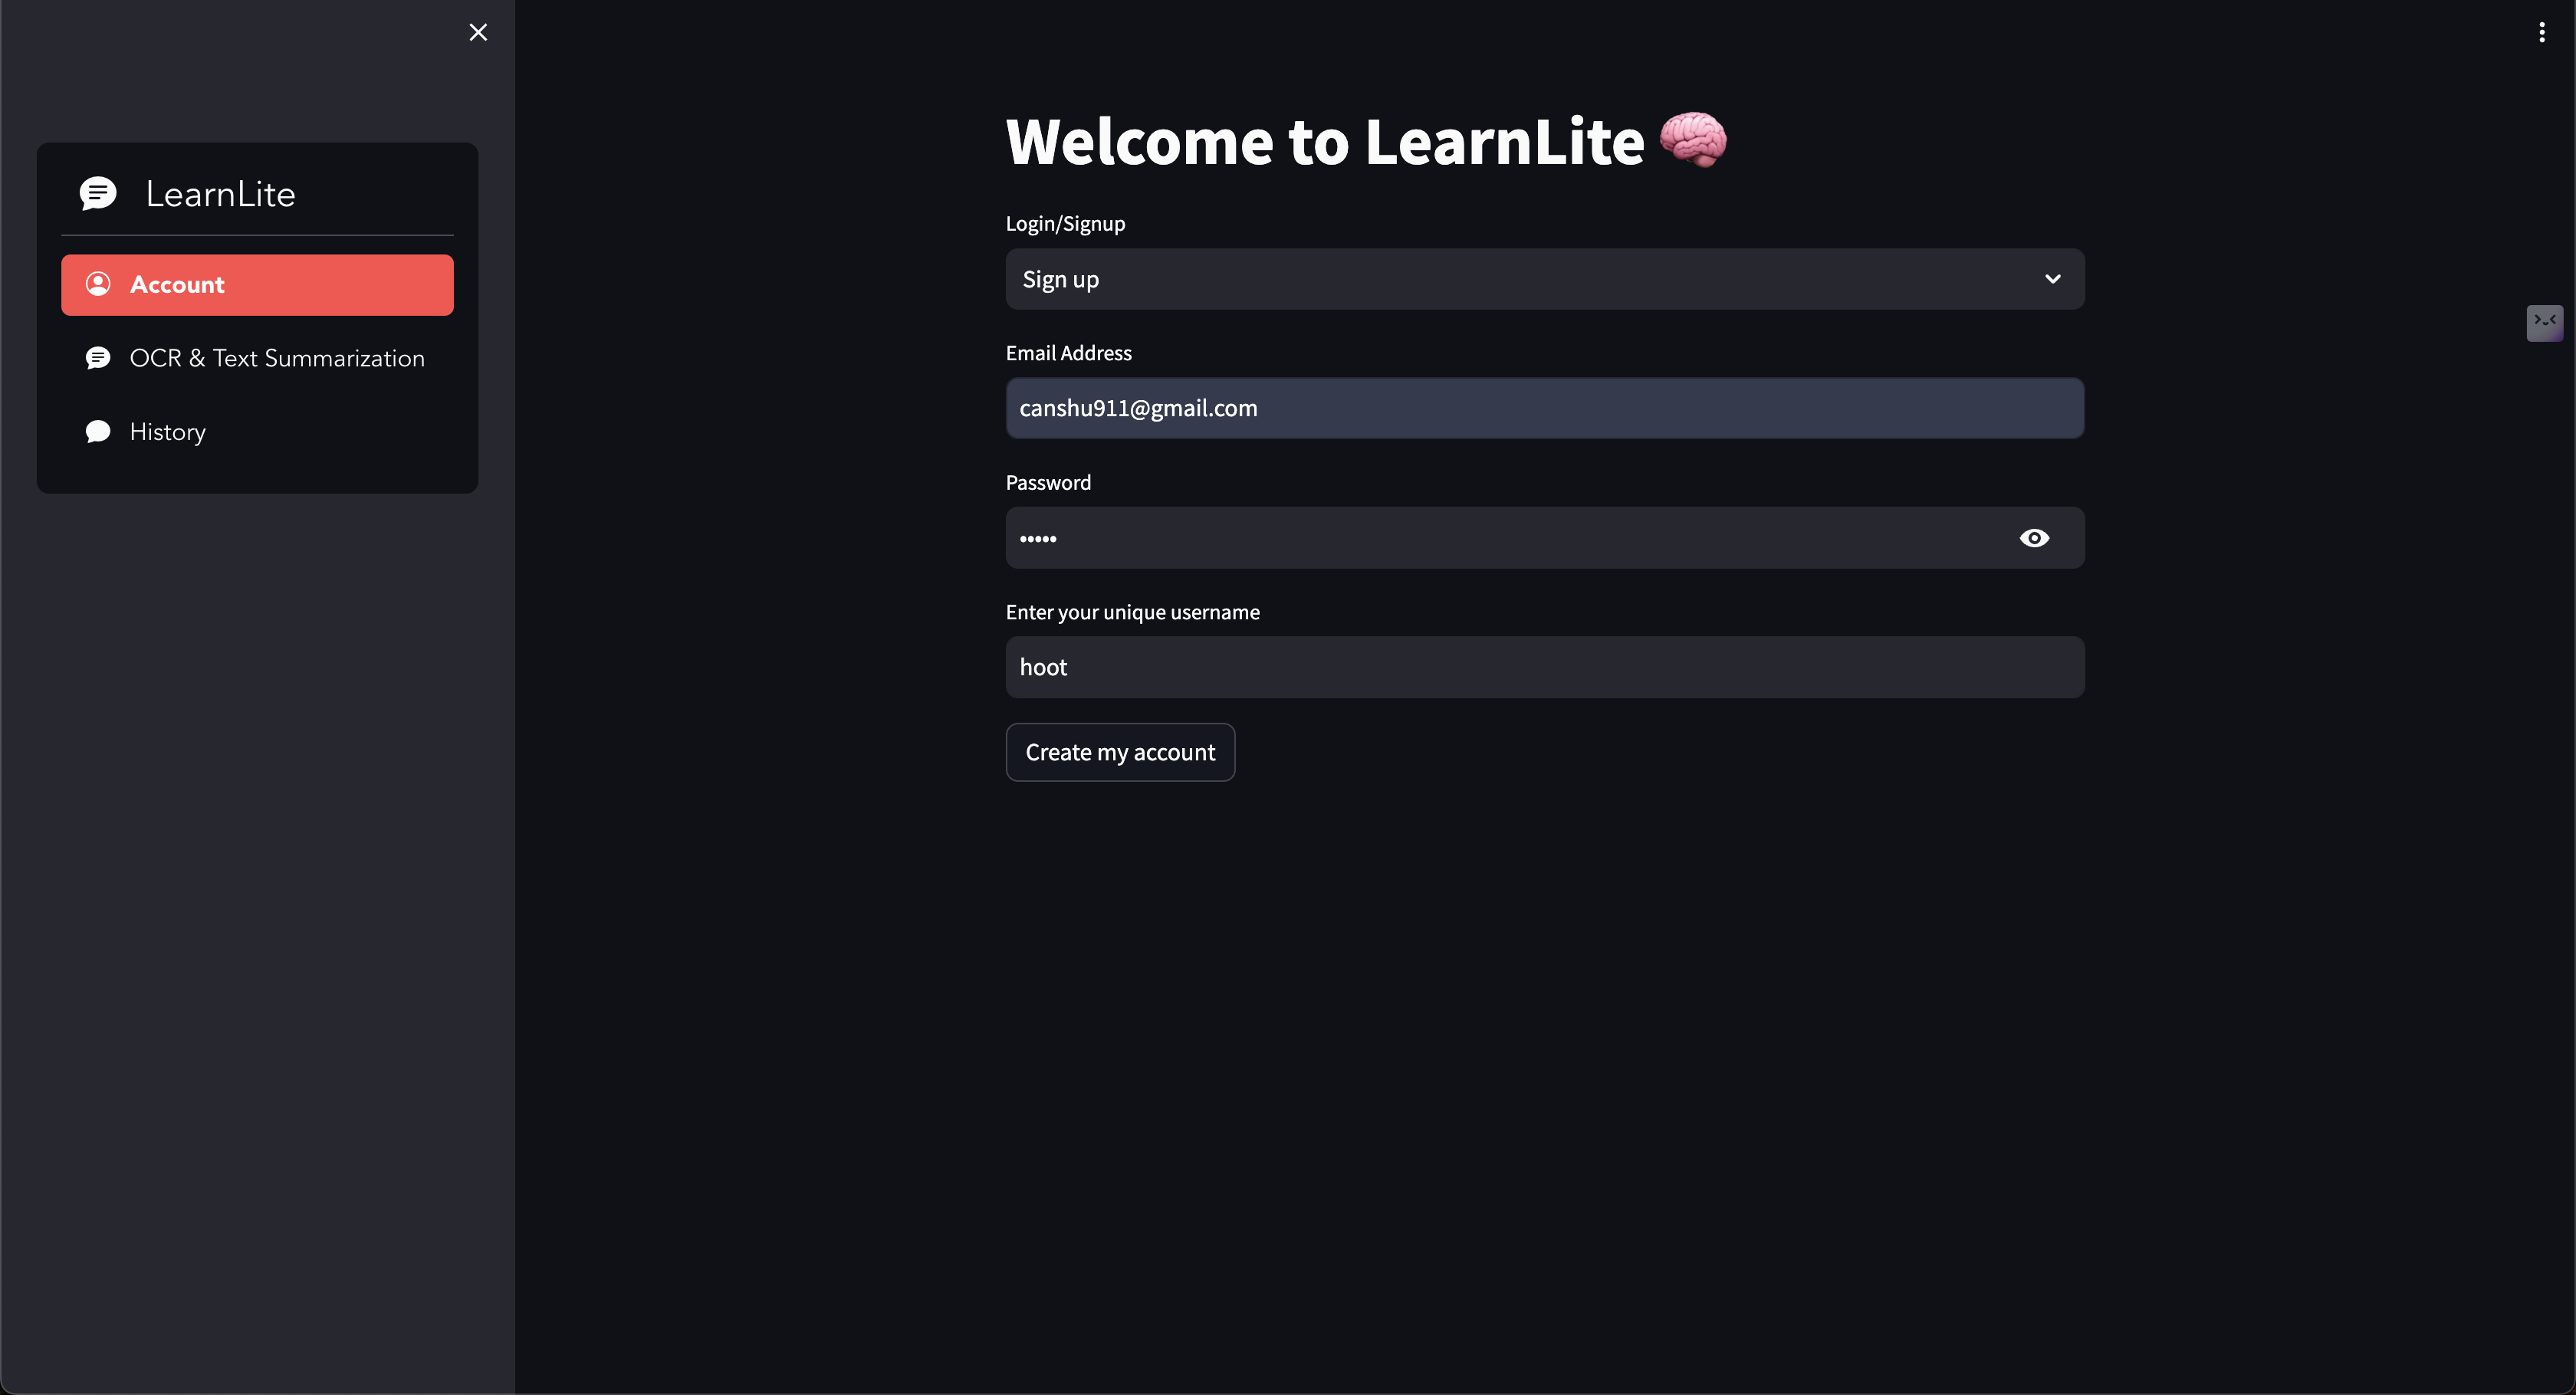 LearnLite
Account
OCR & Text Summarization
History
Welcome to LearnLite 🧠
Login/Signup
Sign up
Email Address
canshu911@gmail.com
Password
•••••
Enter your unique username
hoot
Create my account